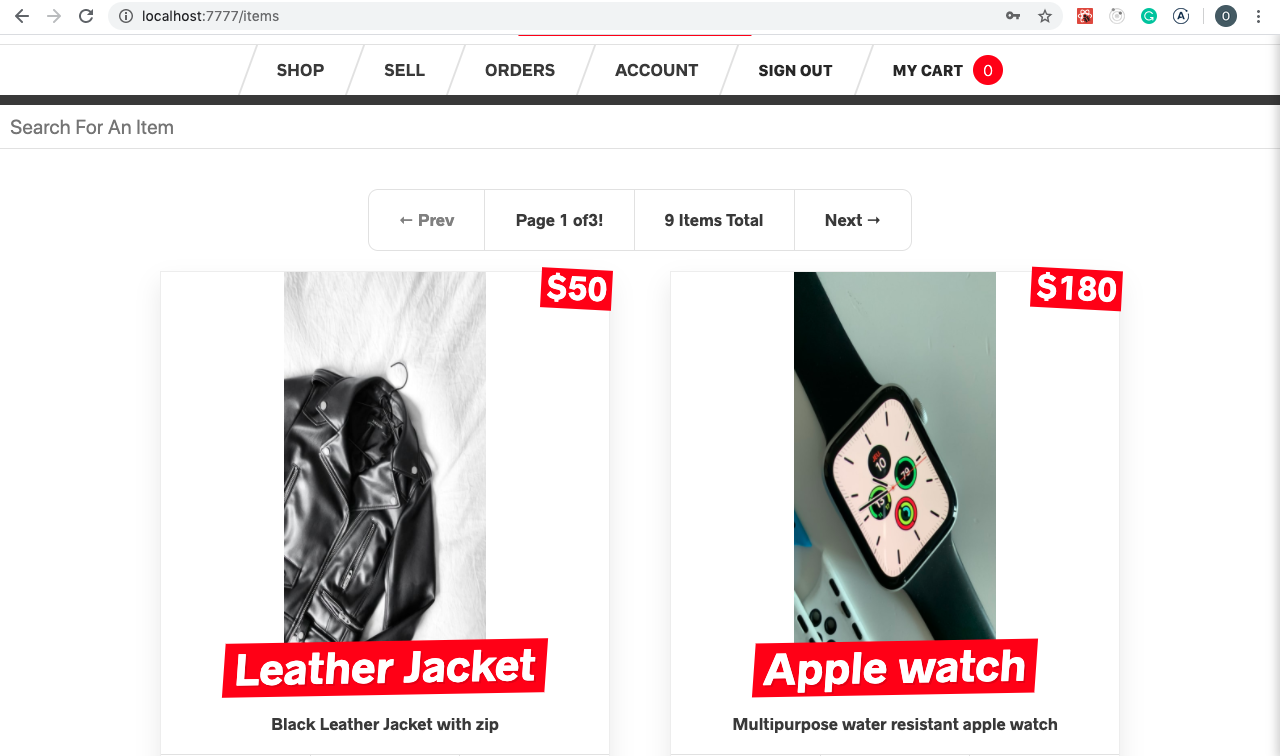 localhost:7777/items
O
SHOP SELL ORDERS ACCOUNT SIGN OUT MY CART 0
Search For An Item
← Prev Page 1 of3! 9 Items Total Next →
$50 $180
10
79
Leather Jacket Apple watch
Black Leather Jacket with zip Multipurpose water resistant apple watch